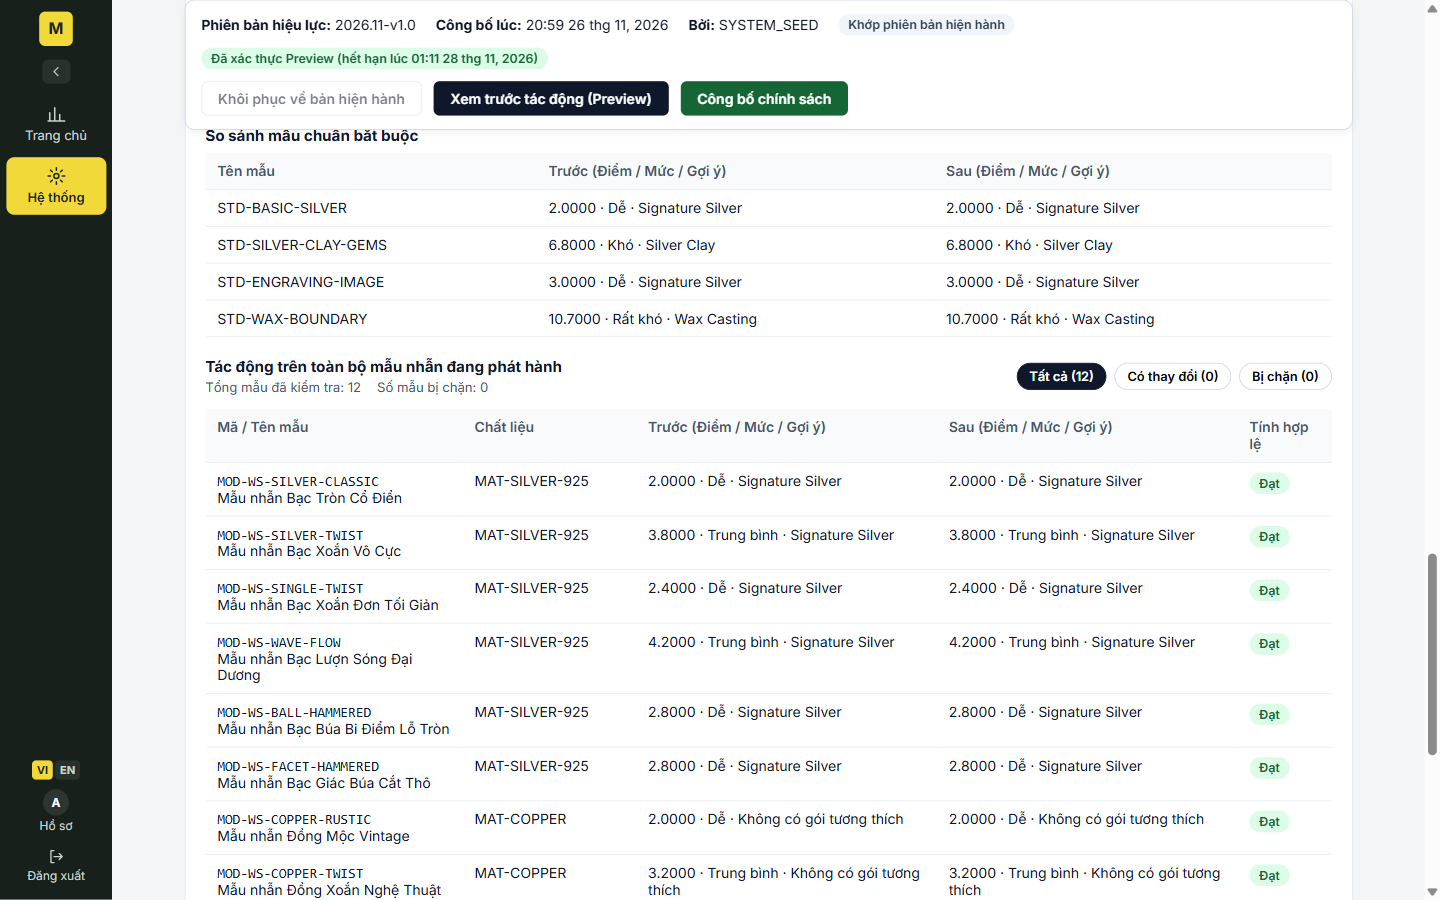 M
Trang chủ
Hệ thống
VI EN
A
Hồ sơ
Đăng xuất
Phiên bản hiệu lực: 2026.11-v1.0 Công bố lúc: 20:59 26 thg 11, 2026 Bởi: SYSTEM_SEED Khớp phiên bản hiện hành
Đã xác thực Preview (hết hạn lúc 01:11 28 thg 11, 2026)
Khôi phục về bản hiện hành Xem trước tác động (Preview) Công bố chính sách
So sánh mẫu chuẩn bắt buộc
Tên mẫu Trước (Điểm / Mức / Gợi ý) Sau (Điểm / Mức / Gợi ý)
STD-BASIC-SILVER 2.0000 · Dễ · Signature Silver 2.0000 · Dễ · Signature Silver
STD-SILVER-CLAY-GEMS 6.8000 · Khó · Silver Clay 6.8000 · Khó · Silver Clay
STD-ENGRAVING-IMAGE 3.0000 · Dễ · Signature Silver 3.0000 · Dễ · Signature Silver
STD-WAX-BOUNDARY 10.7000 · Rất khó · Wax Casting 10.7000 · Rất khó · Wax Casting
Tác động trên toàn bộ mẫu nhẫn đang phát hành
Tổng mẫu đã kiểm tra: 12 Số mẫu bị chặn: 0
Tất cả (12) Có thay đổi (0) Bị chặn (0)
Mã / Tên mẫu Chất liệu Trước (Điểm / Mức / Gợi ý) Sau (Điểm / Mức / Gợi ý) Tính hợp
lệ
MOD-WS-SILVER-CLASSIC MAT-SILVER-925 2.0000 · Dễ · Signature Silver 2.0000 · Dễ · Signature Silver Đạt
Mẫu nhẫn Bạc Tròn Cổ Điển
MOD-WS-SILVER-TWIST MAT-SILVER-925 3.8000 · Trung bình · Signature Silver 3.8000 · Trung bình · Signature Silver Đạt
Mẫu nhẫn Bạc Xoắn Vô Cực
MOD-WS-SINGLE-TWIST MAT-SILVER-925 2.4000 · Dễ · Signature Silver 2.4000 · Dễ · Signature Silver Đạt
Mẫu nhẫn Bạc Xoắn Đơn Tối Giản
MOD-WS-WAVE-FLOW MAT-SILVER-925 4.2000 · Trung bình · Signature Silver 4.2000 · Trung bình · Signature Silver Đạt
Mẫu nhẫn Bạc Lượn Sóng Đại
Dương
MOD-WS-BALL-HAMMERED MAT-SILVER-925 2.8000 · Dễ · Signature Silver 2.8000 · Dễ · Signature Silver Đạt
Mẫu nhẫn Bạc Búa Bi Điểm Lỗ Tròn
MOD-WS-FACET-HAMMERED MAT-SILVER-925 2.8000 · Dễ · Signature Silver 2.8000 · Dễ · Signature Silver Đạt
Mẫu nhẫn Bạc Giác Búa Cắt Thô
MOD-WS-COPPER-RUSTIC MAT-COPPER 2.0000 · Dễ · Không có gói tương thích 2.0000 · Dễ · Không có gói tương thích Đạt
Mẫu nhẫn Đồng Mộc Vintage
MOD-WS-COPPER-TWIST MAT-COPPER 3.2000 · Trung bình · Không có gói tương 3.2000 · Trung bình · Không có gói tương Đạt
Mẫu nhẫn Đồng Xoắn Nghệ Thuật thích thích